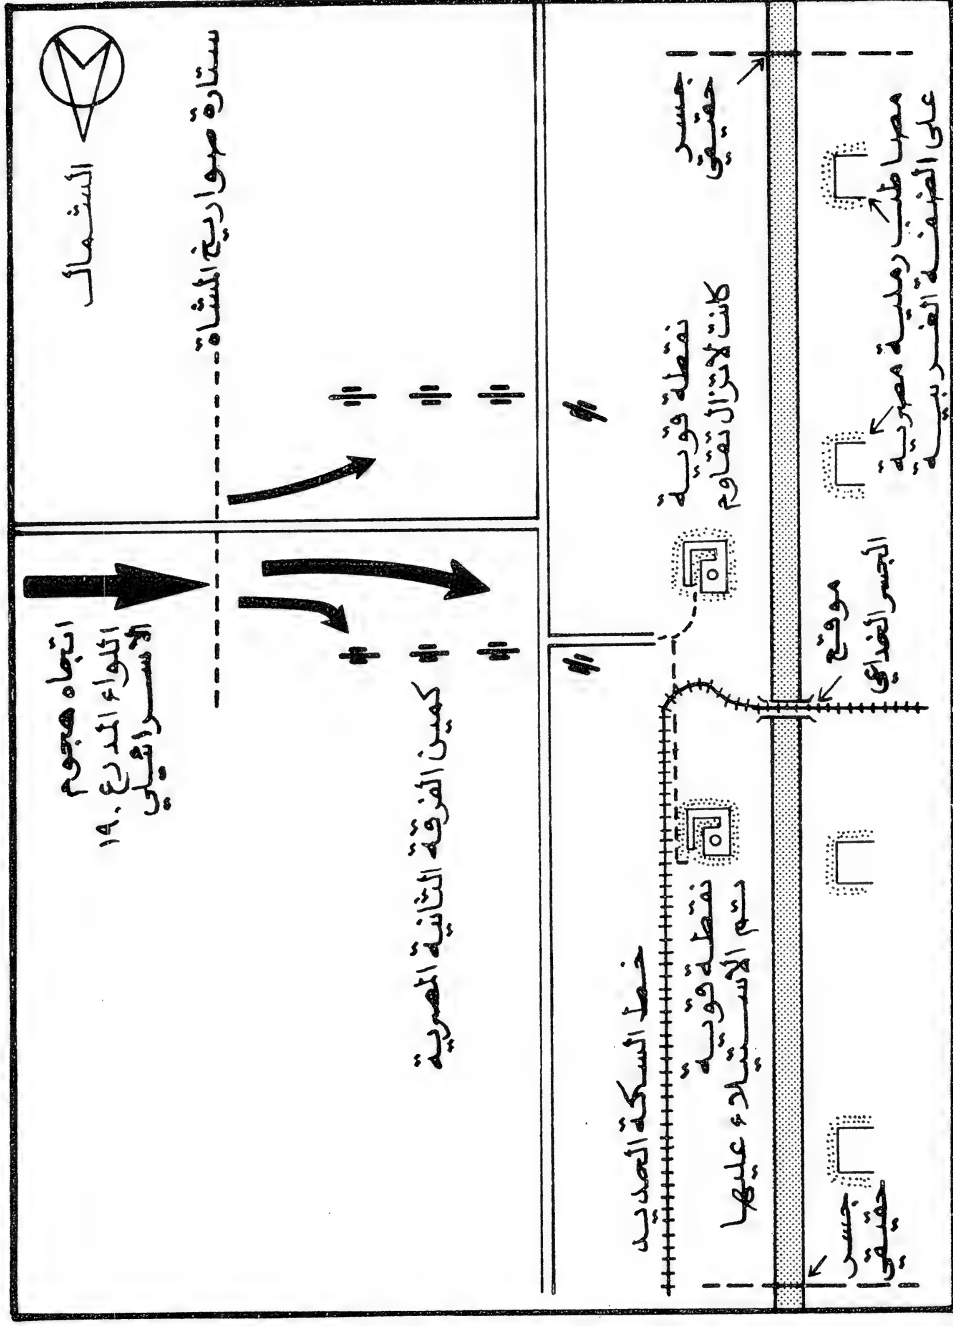 الشمال
ستارة صواريخ المشاة
اتجاه هجوم
اللواء المدرع ١٩٠
الاسرائيلي
كمين الفرقة الثانية المصرية
جسر
حقيقي
نقطة قوية
كانت لا تزال تقاوم
مصاطب رملية مصرية
على الضفة الغربية
موقع
الجسر الخداعي
خط السكة الحديد
نقطة قوية
تم الاستيلاء عليها
جسر
حقيقي